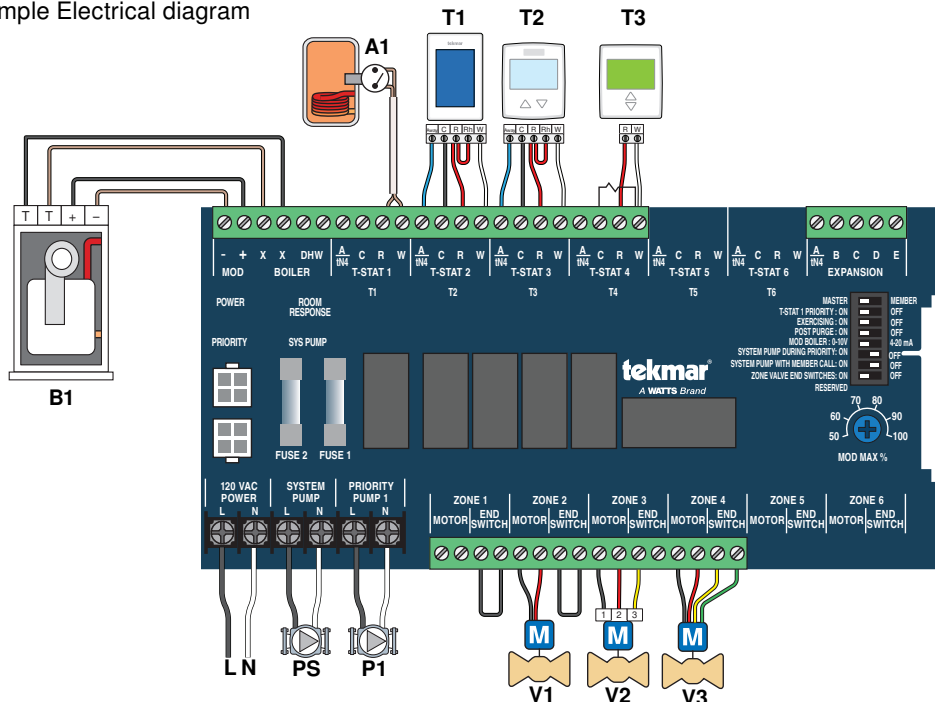 mple Electrical diagram
T1 T2 T3
A1
tekmar
Away C R Rh W
Away C R Rh W
R W
T T + –
B1
- + X X DHW
MOD BOILER
A/tN4 C R W A/tN4 C R W A/tN4 C R W A/tN4 C R W A/tN4 C R W A/tN4 C R W
T-STAT 1 T-STAT 2 T-STAT 3 T-STAT 4 T-STAT 5 T-STAT 6
A/tN4 B C D E
EXPANSION
T1 T2 T3 T4 T5 T6
POWER
ROOM
RESPONSE
PRIORITY
SYS PUMP
MASTER MEMBER
T-STAT 1 PRIORITY : ON OFF
EXERCISING : ON OFF
POST PURGE : ON OFF
MOD BOILER : 0-10V 4-20 mA
SYSTEM PUMP DURING PRIORITY: ON OFF
SYSTEM PUMP WITH MEMBER CALL: ON OFF
ZONE VALVE END SWITCHES: ON OFF
RESERVED
tekmar®
A WATTS Brand
50 60 70 80 90 100
MOD MAX %
FUSE 2 FUSE 1
120 VAC
POWER
SYSTEM
PUMP
PRIORITY
PUMP 1
L N L N L N
ZONE 1 ZONE 2 ZONE 3 ZONE 4 ZONE 5 ZONE 6
MOTOR END SWITCH MOTOR END SWITCH MOTOR END SWITCH MOTOR END SWITCH MOTOR END SWITCH MOTOR END SWITCH
1 2 3
M M M
L N PS P1
V1 V2 V3